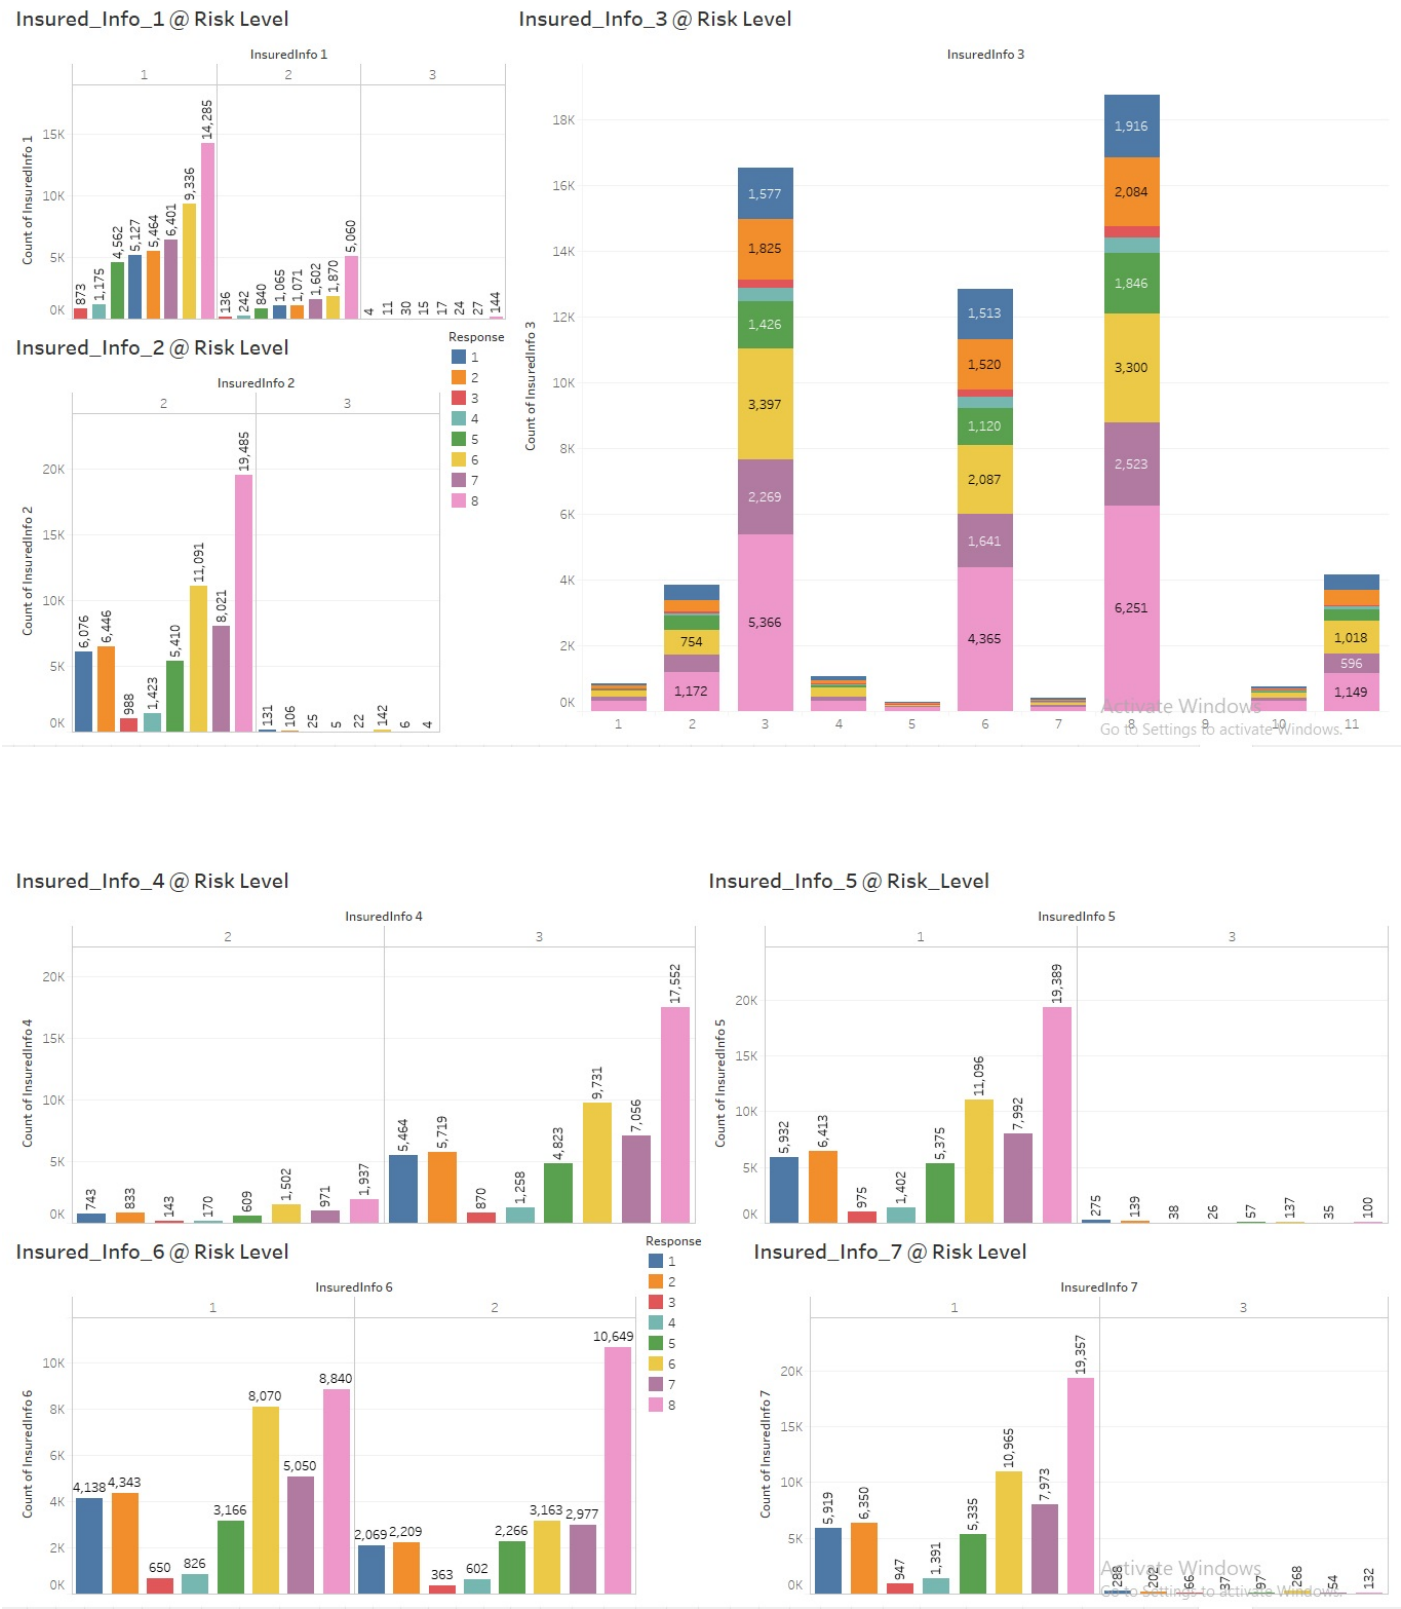 Insured_Info_1 @ Risk Level
InsuredInfo 1
1 2 3
Count of InsuredInfo 1
15K
10K
5K
0K
873 1,175 4,562 5,127 5,464 6,401 9,336 14,285
136 242 840 1,065 1,071 1,602 1,870 5,060
4 11 30 15 17 24 27 144
Insured_Info_3 @ Risk Level
InsuredInfo 3
Count of InsuredInfo 3
18K
16K
14K
12K
10K
8K
6K
4K
2K
0K
754
1,172
1,577
1,825
1,426
3,397
2,269
5,366
1,513
1,520
1,120
2,087
1,641
4,365
1,916
2,084
1,846
3,300
2,523
6,251
1,018
596
1,149
1 2 3 4 5 6 7 8 9 10 11
Activate Windows
Go to Settings to activate Windows.
Insured_Info_2 @ Risk Level
InsuredInfo 2
2 3
Count of InsuredInfo 2
20K
15K
10K
5K
0K
6,076 6,446 988 1,423 5,410 11,091 8,021 19,485
131 106 25 5 22 142 6 4
Response
1
2
3
4
5
6
7
8
Insured_Info_4 @ Risk Level
InsuredInfo 4
2 3
Count of InsuredInfo 4
20K
15K
10K
5K
0K
743 833 143 170 609 1,502 971 1,937
5,464 5,719 870 1,258 4,823 9,731 7,056 17,552
Insured_Info_5 @ Risk_Level
InsuredInfo 5
1 3
Count of InsuredInfo 5
20K
15K
10K
5K
0K
5,932 6,413 975 1,402 5,375 11,096 7,992 19,389
275 139 38 26 57 137 35 100
Insured_Info_6 @ Risk Level
InsuredInfo 6
1 2
Count of InsuredInfo 6
10K
8K
6K
4K
2K
0K
4,138 4,343 650 826 3,166 8,070 5,050 8,840
2,069 2,209 363 602 2,266 3,163 2,977 10,649
Response
1
2
3
4
5
6
7
8
Insured_Info_7 @ Risk Level
InsuredInfo 7
1 3
Count of InsuredInfo 7
20K
15K
10K
5K
0K
5,919 6,350 947 1,391 5,335 10,965 7,973 19,357
288 202 66 37 97 268 54 132
Activate Windows
Go to Settings to activate Windows.